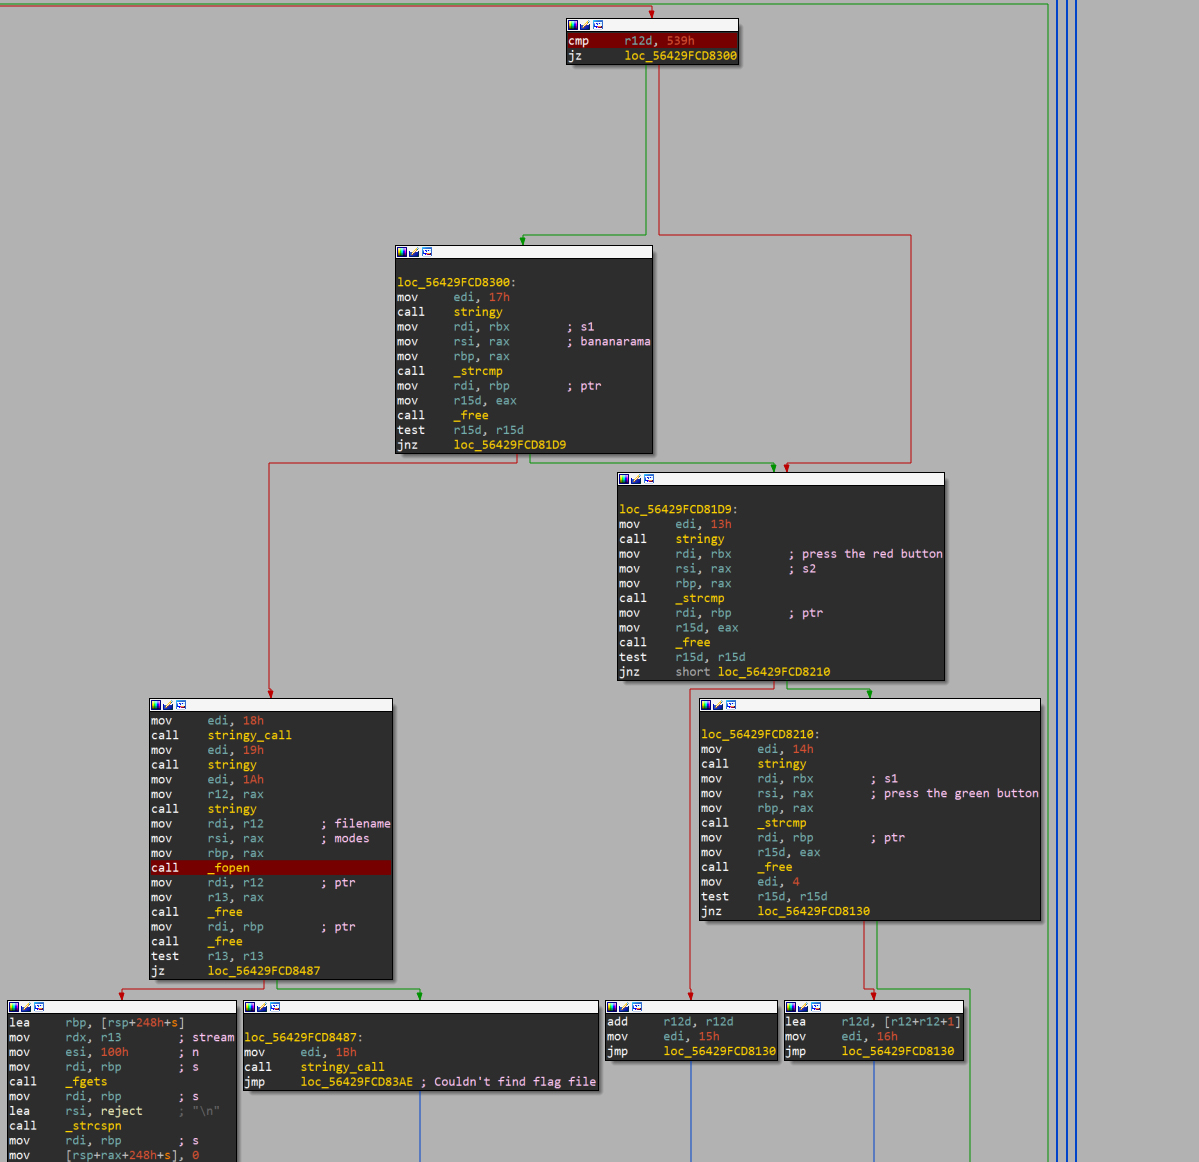 cmp r12d, 539h
jz loc_56429FCD8300
loc_56429FCD8300:
mov edi, 17h
call stringy
mov rdi, rbx ; s1
mov rsi, rax ; bananarama
mov rbp, rax
call _strcmp
mov rdi, rbp ; ptr
mov r15d, eax
call _free
test r15d, r15d
jnz loc_56429FCD81D9
loc_56429FCD81D9:
mov edi, 13h
call stringy
mov rdi, rbx ; press the red button
mov rsi, rax ; s2
mov rbp, rax
call _strcmp
mov rdi, rbp ; ptr
mov r15d, eax
call _free
test r15d, r15d
jnz short loc_56429FCD8210
mov edi, 18h
call stringy_call
mov edi, 19h
call stringy
mov edi, 1Ah
mov r12, rax
call stringy
mov rdi, r12 ; filename
mov rsi, rax ; modes
mov rbp, rax
call _fopen
mov rdi, r12 ; ptr
mov r13, rax
call _free
mov rdi, rbp ; ptr
call _free
test r13, r13
jz loc_56429FCD8487
loc_56429FCD8210:
mov edi, 14h
call stringy
mov rdi, rbx ; s1
mov rsi, rax ; press the green button
mov rbp, rax
call _strcmp
mov rdi, rbp ; ptr
mov r15d, eax
call _free
mov edi, 4
test r15d, r15d
jnz loc_56429FCD8130
lea rbp, [rsp+248h+s]
mov rdx, r13 ; stream
mov esi, 100h ; n
mov rdi, rbp ; s
call _fgets
mov rdi, rbp ; s
lea rsi, reject ; "\n"
call _strcspn
mov rdi, rbp ; s
mov [rsp+rax+248h+s], 0
loc_56429FCD8487:
mov edi, 1Bh
call stringy_call
jmp loc_56429FCD83AE ; Couldn't find flag file
add r12d, r12d
mov edi, 15h
jmp loc_56429FCD8130
lea r12d, [r12+r12+1]
mov edi, 16h
jmp loc_56429FCD8130